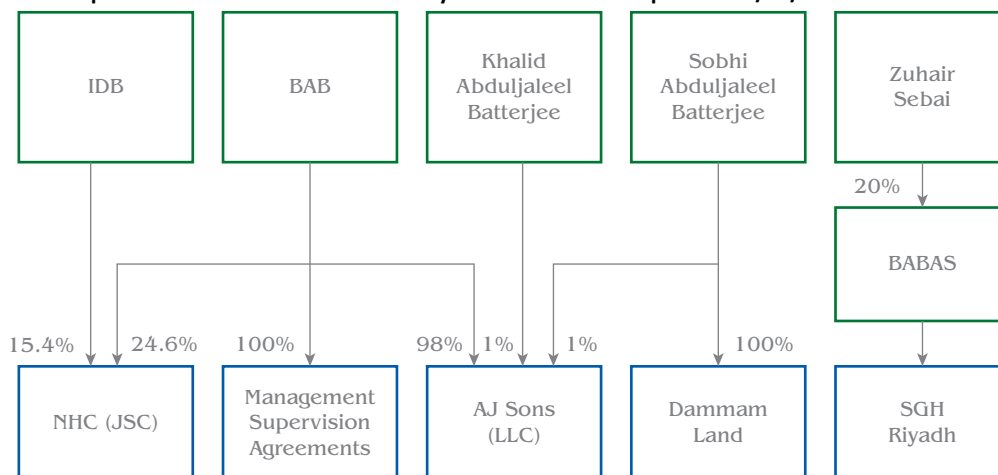 IDB
BAB
Khalid
Abduljaleel
Batterjee
Sobhi
Abduljaleel
Batterjee
Zuhair
Sebai
20%
BABAS
15.4%
24.6%
100%
98%
1%
1%
100%
NHC (JSC)
Management
Supervision
Agreements
AJ Sons
(LLC)
Dammam
Land
SGH
Riyadh